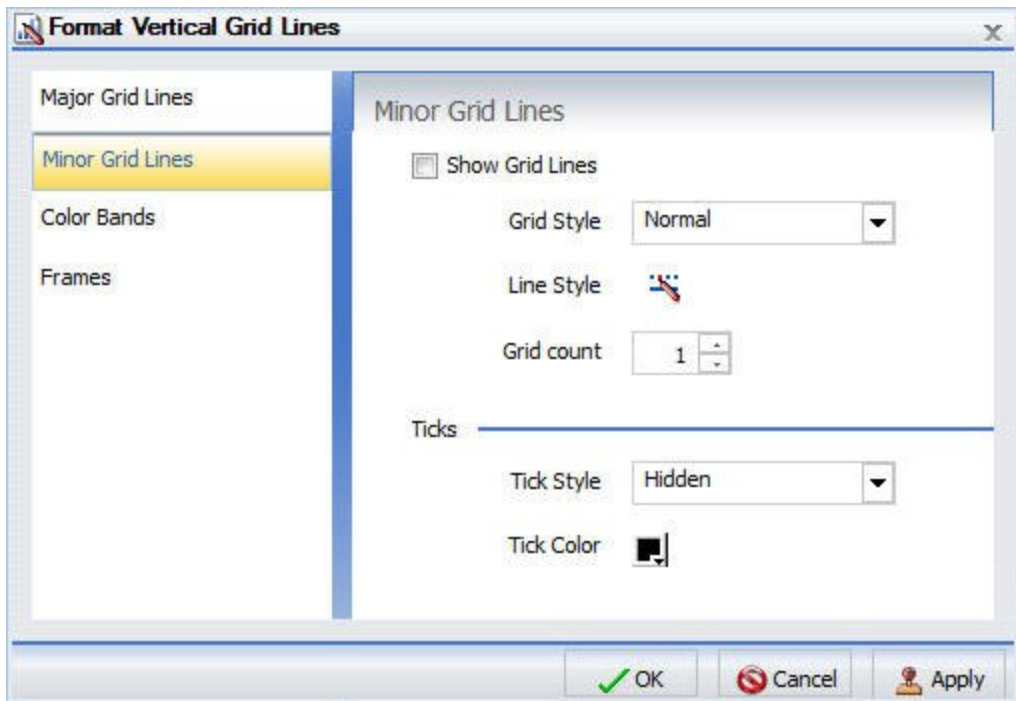 Format Vertical Grid Lines
x
Major Grid Lines
Minor Grid Lines
Color Bands
Frames
Minor Grid Lines
Show Grid Lines
Grid Style Normal
Line Style
Grid count 1
Ticks
Tick Style Hidden
Tick Color
OK Cancel Apply